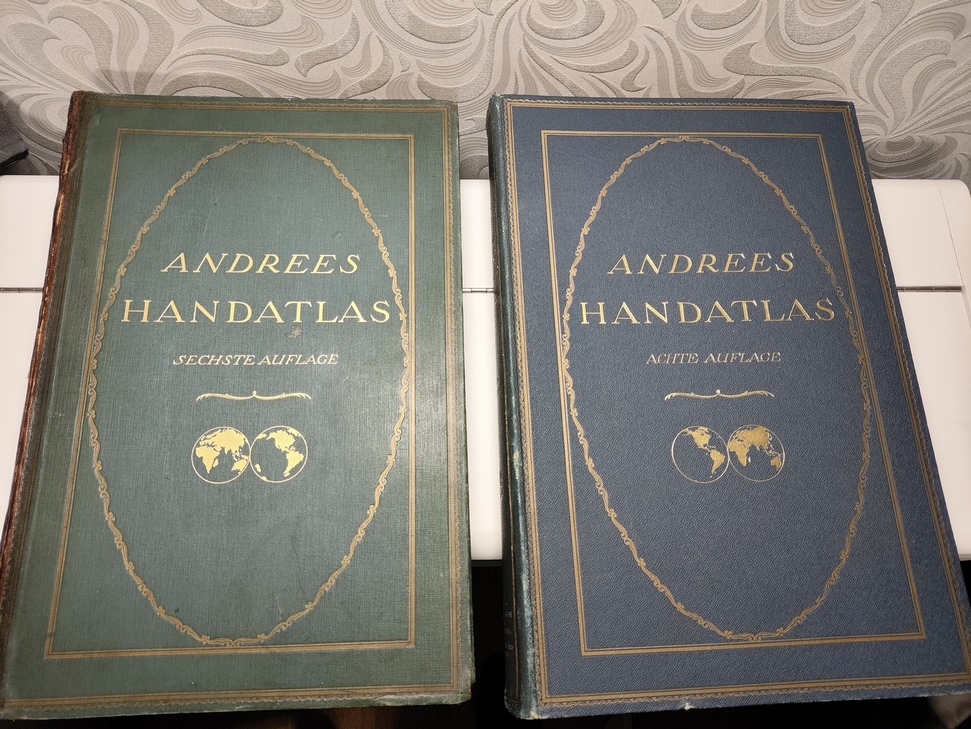 ANDREES
HANDATLAS
SECHSTE AUFLAGE
ANDREES
HANDATLAS
ACHTE AUFLAGE